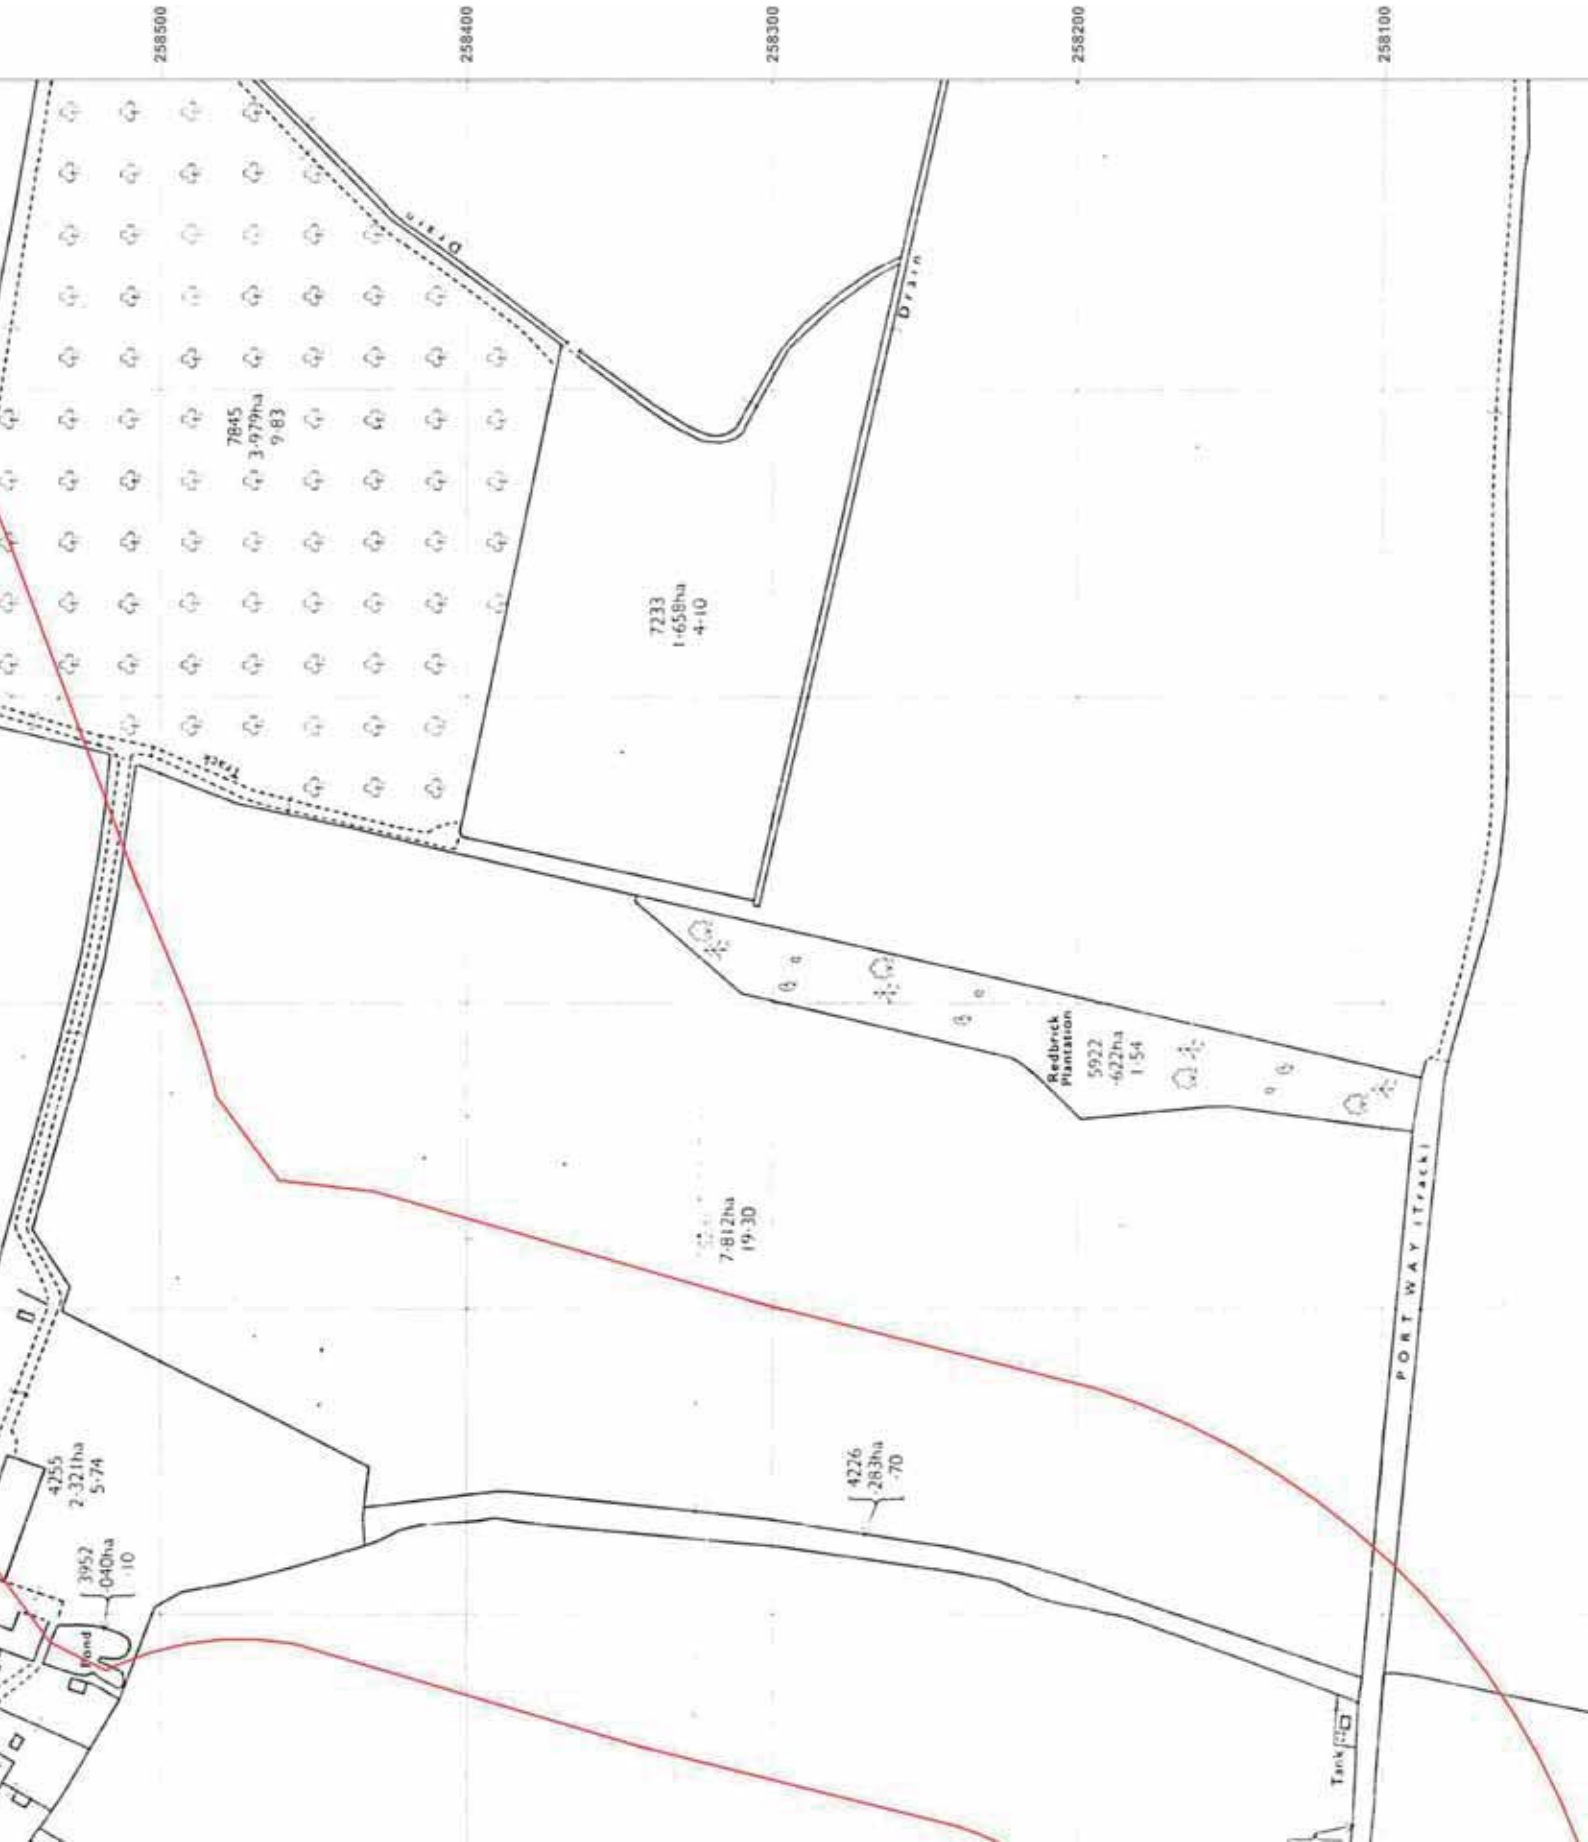 258500
258400
258300
258200
258100
Drain
Drain
7845
3·979ha
9·83
7233
1·658ha
4·10
Track
Redbrick
Plantation
5922
·622ha
1·54
PORT WAY (Track)
7·812ha
19·30
4255
2·321ha
5·74
4226
·283ha
·70
3952
·040ha
·10
Pond
Tank